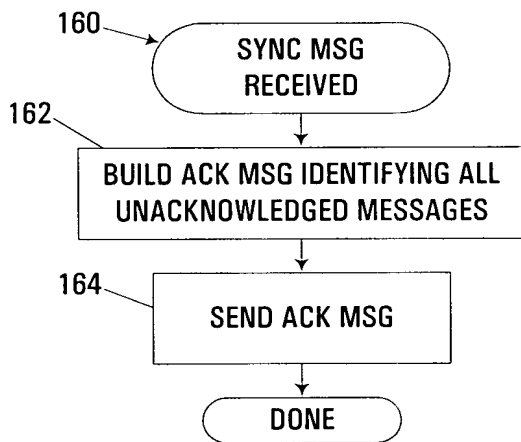 160
SYNC MSG
RECEIVED
162
BUILD ACK MSG IDENTIFYING ALL
UNACKNOWLEDGED MESSAGES
164
SEND ACK MSG
DONE